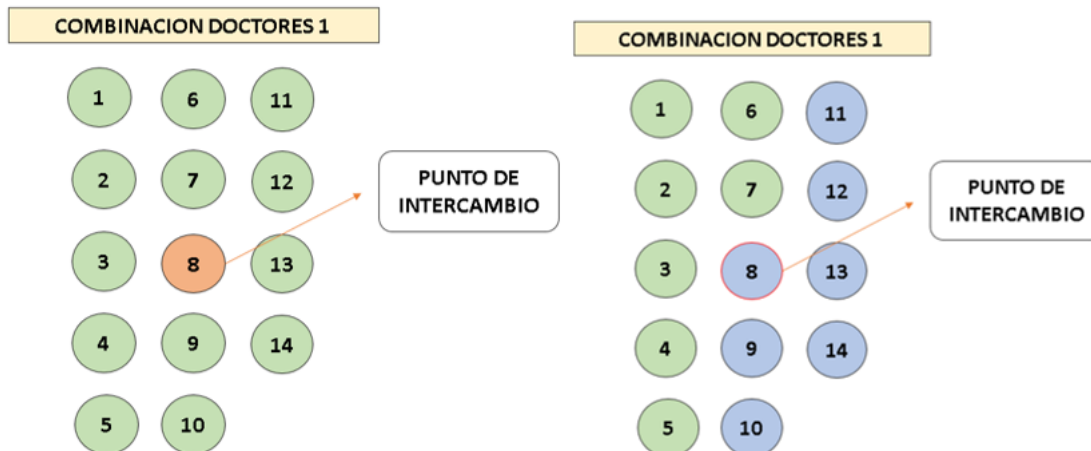 COMBINACION DOCTORES 1
1 6 11
2 7 12
3 8 13
4 9 14
5 10
PUNTO DE
INTERCAMBIO
COMBINACION DOCTORES 1
1 6 11
2 7 12
3 8 13
4 9 14
5 10
PUNTO DE
INTERCAMBIO